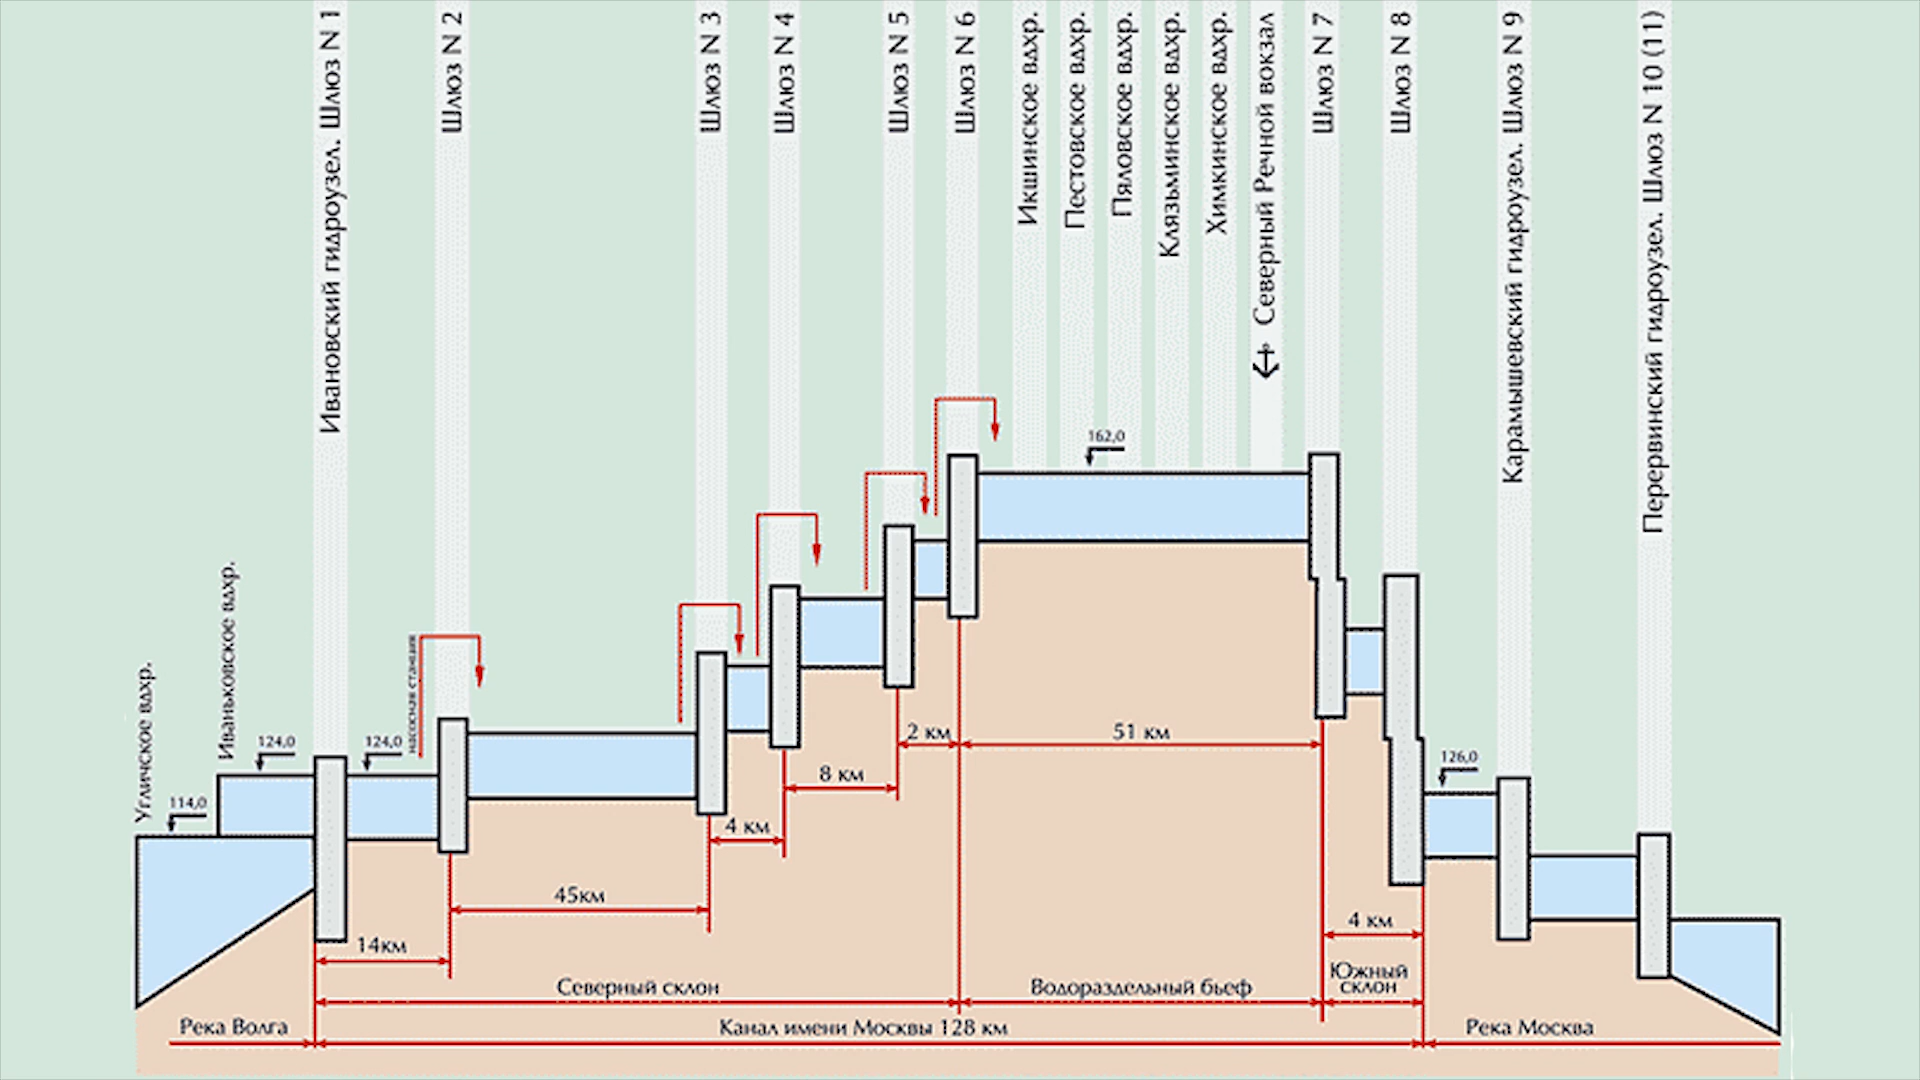 Ивановский гидроузел. Шлюз N 1
Шлюз N 2
Шлюз N 3
Шлюз N 4
Шлюз N 5
Шлюз N 6
Икшинское вдхр.
Пестовское вдхр.
Пяловское вдхр.
Клязьминское вдхр.
Химкинское вдхр.
Северный Речной вокзал
Шлюз N 7
Шлюз N 8
Карамышевский гидроузел. Шлюз N 9
Перервинский гидроузел. Шлюз N 10 (11)
Угличское вдхр.
Иваньковское вдхр.
насосная станция
114,0
124,0
124,0
162,0
126,0
2 км
51 км
8 км
4 км
45км
4 км
14км
Северный склон
Водораздельный бьеф
Южный
склон
Река Волга
Канал имени Москвы 128 км
Река Москва